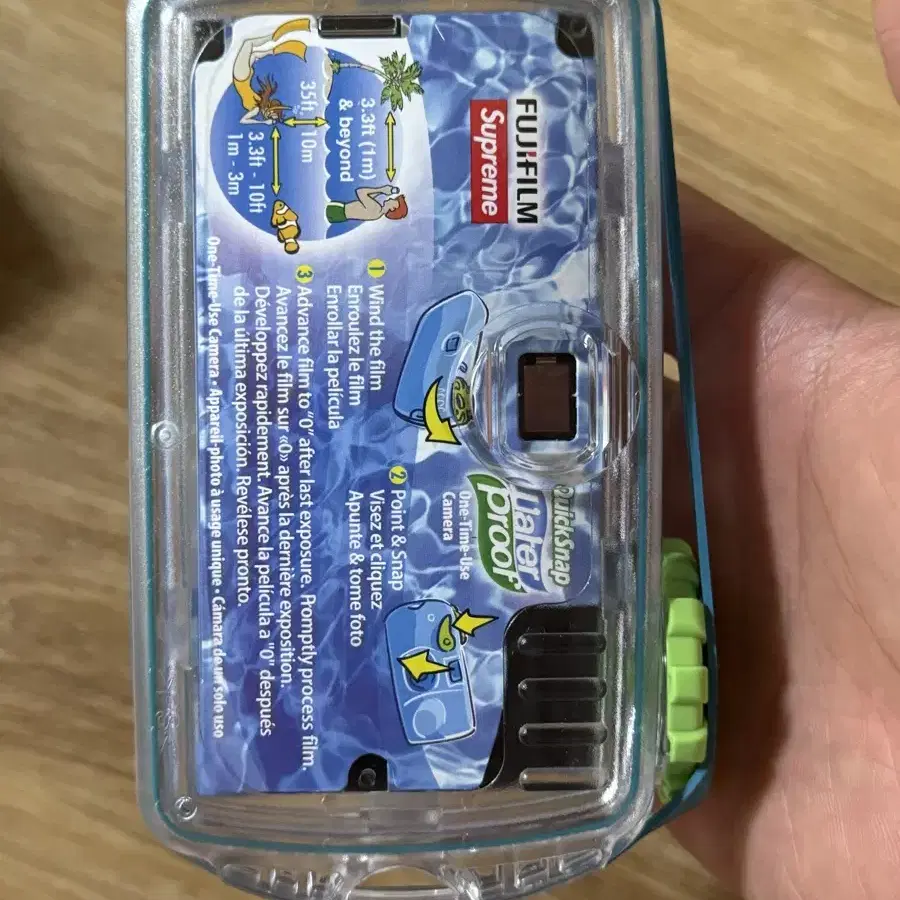 FUJIFILM
Supreme
QuickSnap
Water
Proof
One-Time-Use
Camera
3.3ft (1m)
& beyond
35ft.
10m
3.3ft - 10ft
1m - 3m
1 Wind the film
Enroulez le film
Enrollar la película
2 Point & Snap
Visez et cliquez
Apunte & tome foto
3 Advance film to "0" after last exposure. Promptly process film.
Avancez le film sur «0» après la dernière exposition.
Développez rapidement. Avance la película a "0" después
de la última exposición. Revélese pronto.
One-Time-Use Camera • Appareil-photo à usage unique • Cámara de un solo uso